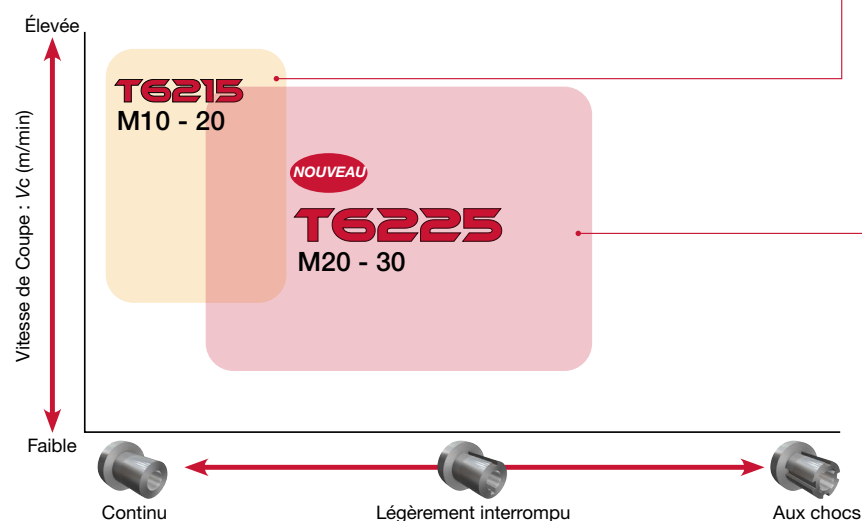 Élevée
T6215
M10 - 20
NOUVEAU
T6225
M20 - 30
Vitesse de Coupe : Vc (m/min)
Faible
Continu
Légèrement interrompu
Aux chocs